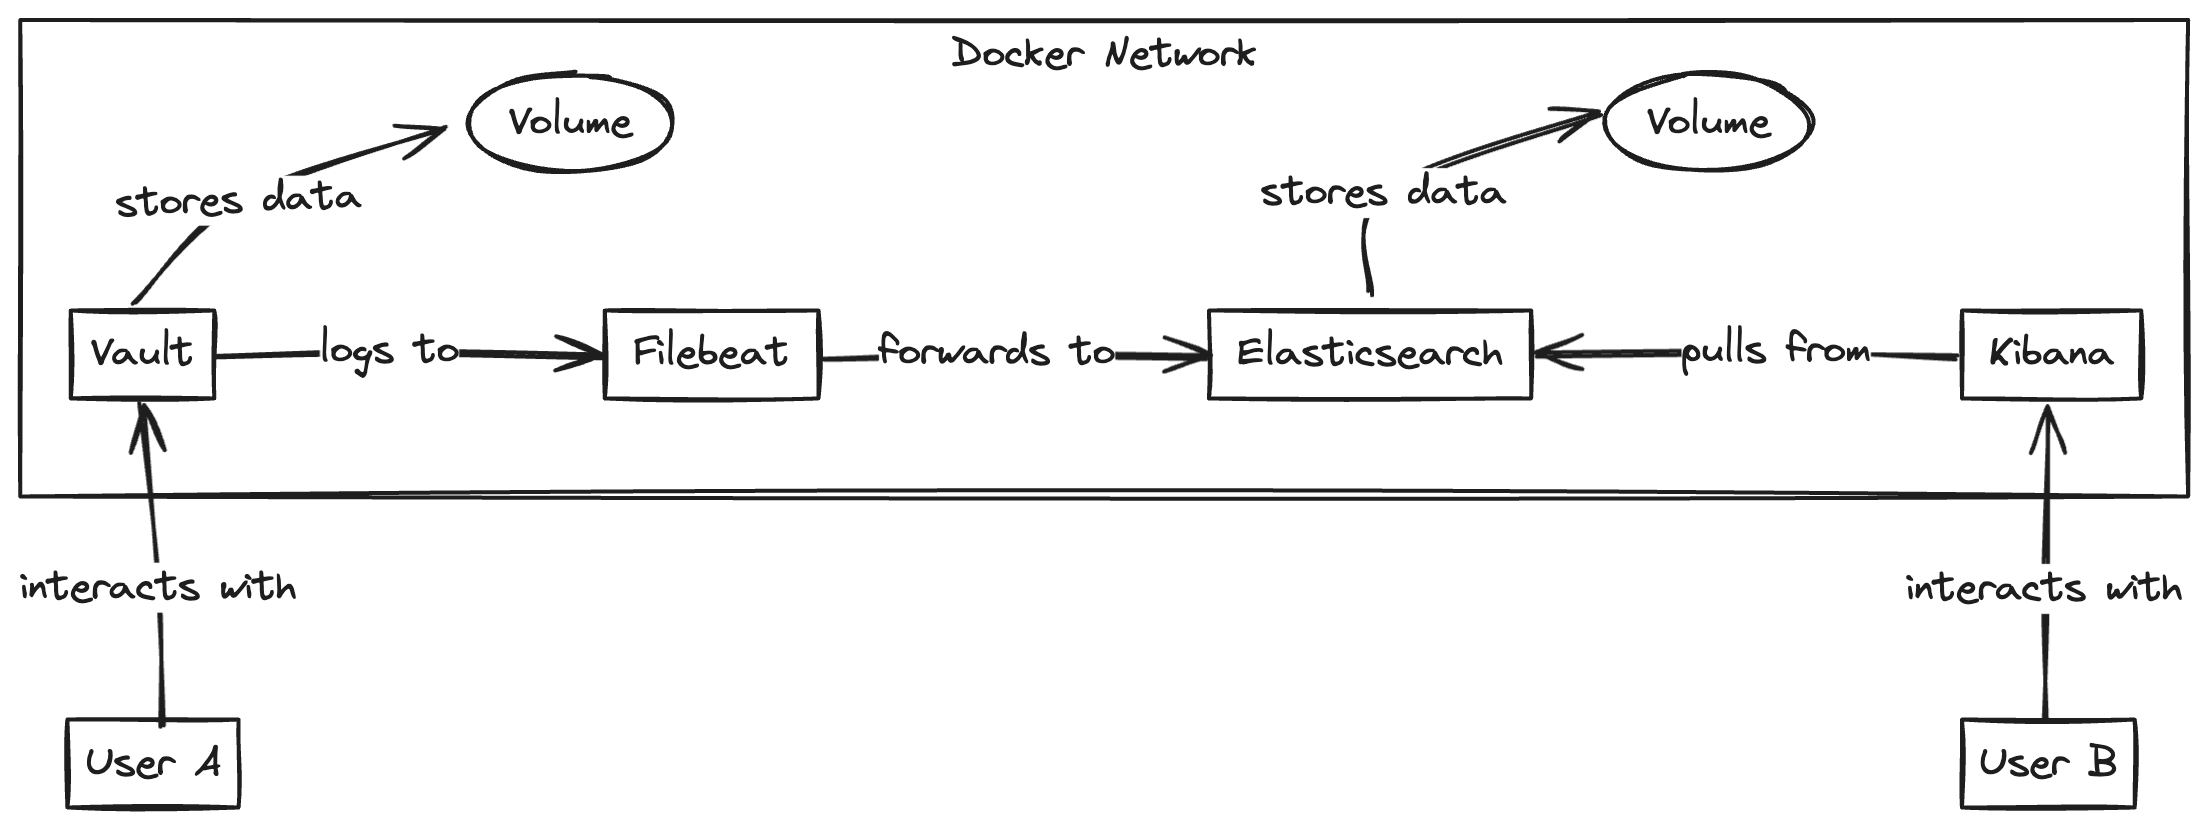 Docker Network
Volume
Volume
stores data
stores data
Vault
logs to
Filebeat
forwards to
Elasticsearch
pulls from
Kibana
interacts with
interacts with
User A
User B